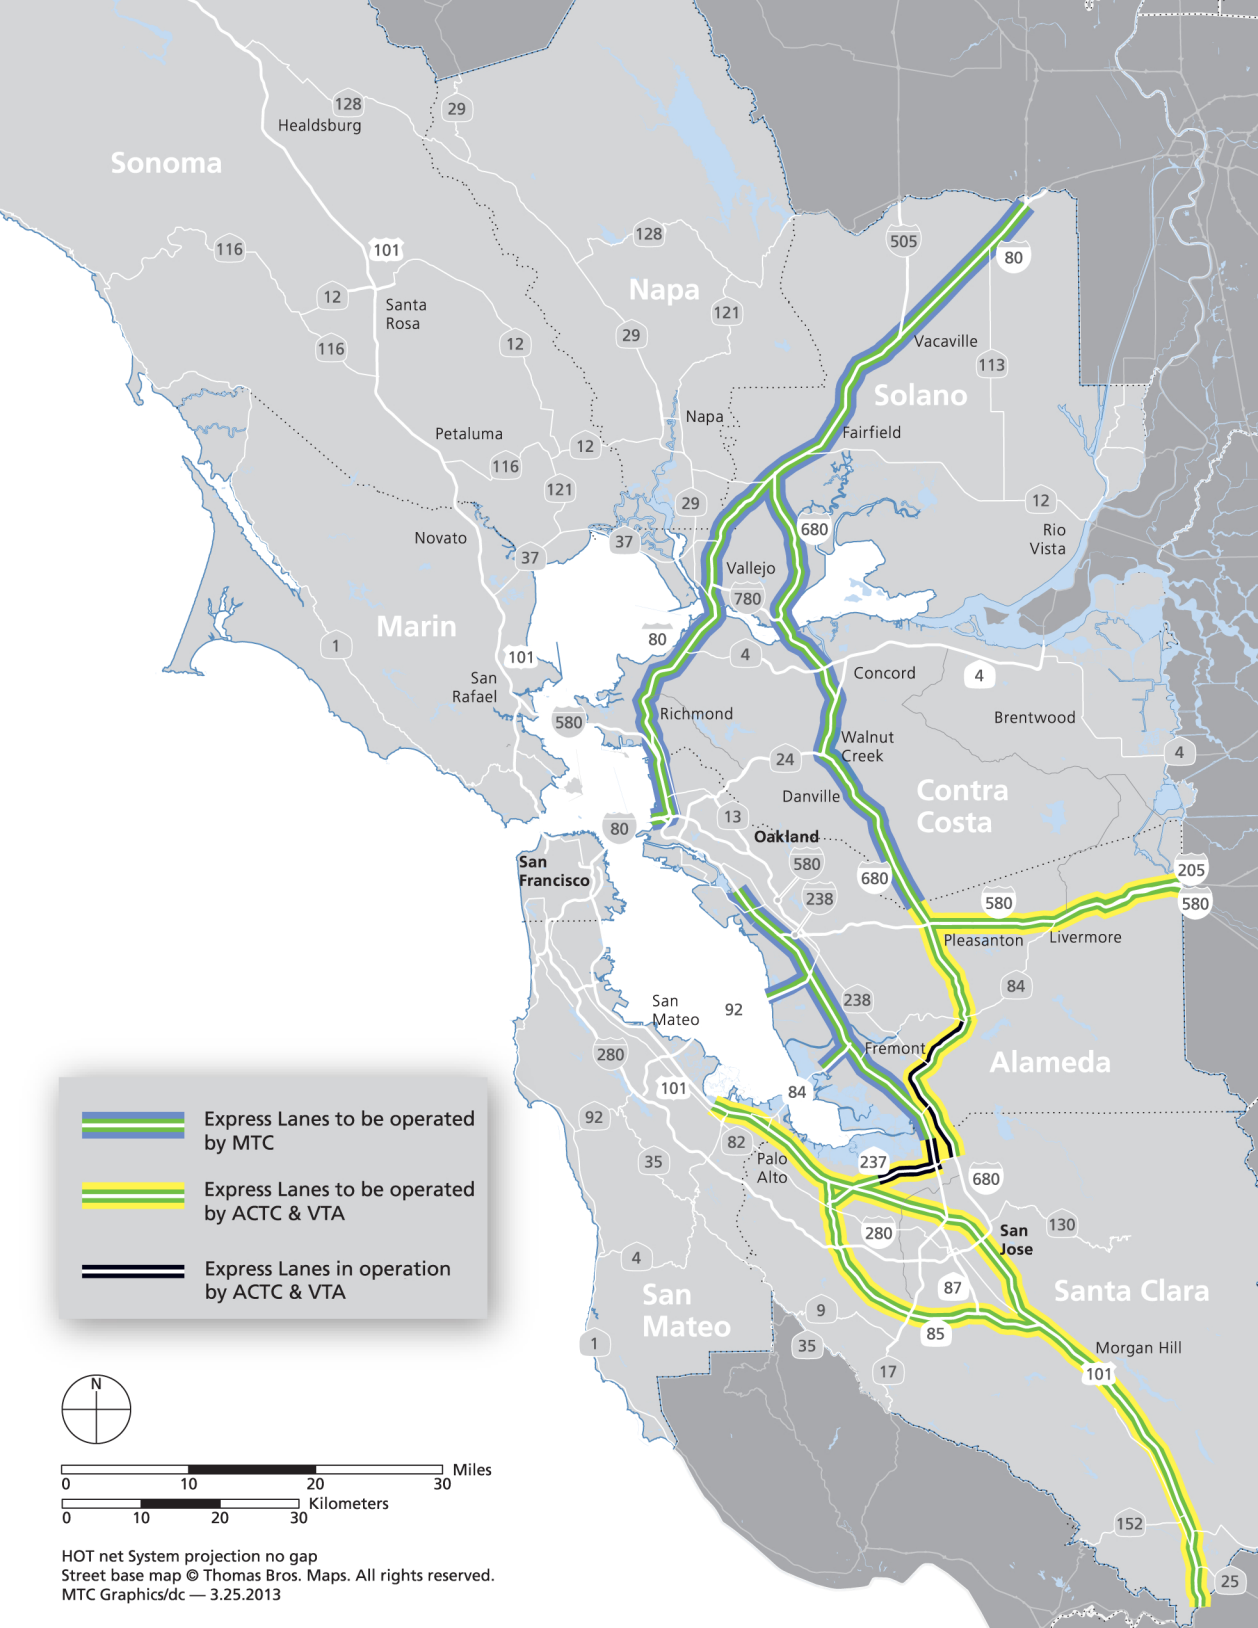 128
29
Healdsburg
Sonoma
116
101
128
505
80
12
Santa
Rosa
Napa
121
116
12
29
Vacaville
113
Solano
Napa
Petaluma
12
Fairfield
116
121
29
12
680
Rio
Vista
Novato
37
37
Vallejo
780
Marin
1
101
80
4
Concord
4
San
Rafael
580
Richmond
Brentwood
Walnut
Creek
4
24
Danville
Contra
Costa
13
80
Oakland
San
Francisco
580
680
205
238
580
580
Pleasanton
Livermore
84
San
Mateo
92
238
280
Fremont
Alameda
101
84
92
82
35
Palo
Alto
237
680
280
San
Jose
130
4
87
Santa Clara
San
Mateo
9
85
1
35
17
Morgan Hill
101
152
25
Express Lanes to be operated
by MTC
Express Lanes to be operated
by ACTC & VTA
Express Lanes in operation
by ACTC & VTA
N
Miles
0 10 20 30
Kilometers
0 10 20 30
HOT net System projection no gap
Street base map © Thomas Bros. Maps. All rights reserved.
MTC Graphics/dc — 3.25.2013